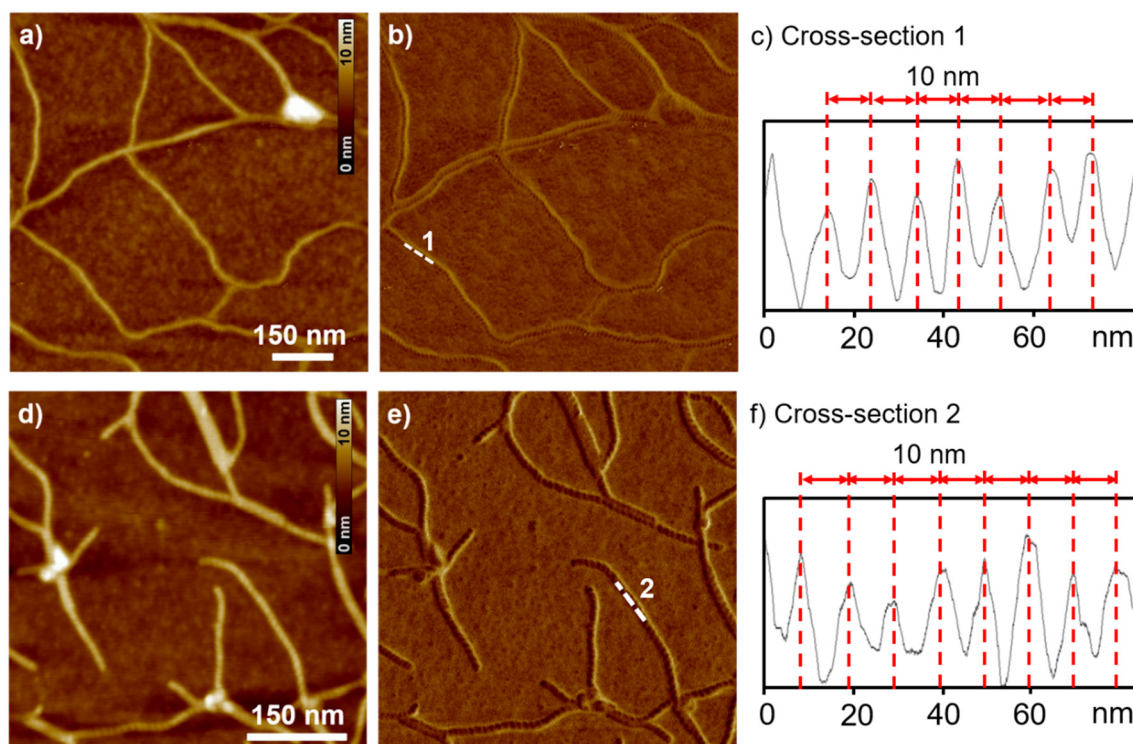 a)
10 nm
0 nm
150 nm
b)
1
c) Cross-section 1
10 nm
0 20 40 60 nm
d)
10 nm
0 nm
150 nm
e)
2
f) Cross-section 2
10 nm
0 20 40 60 nm